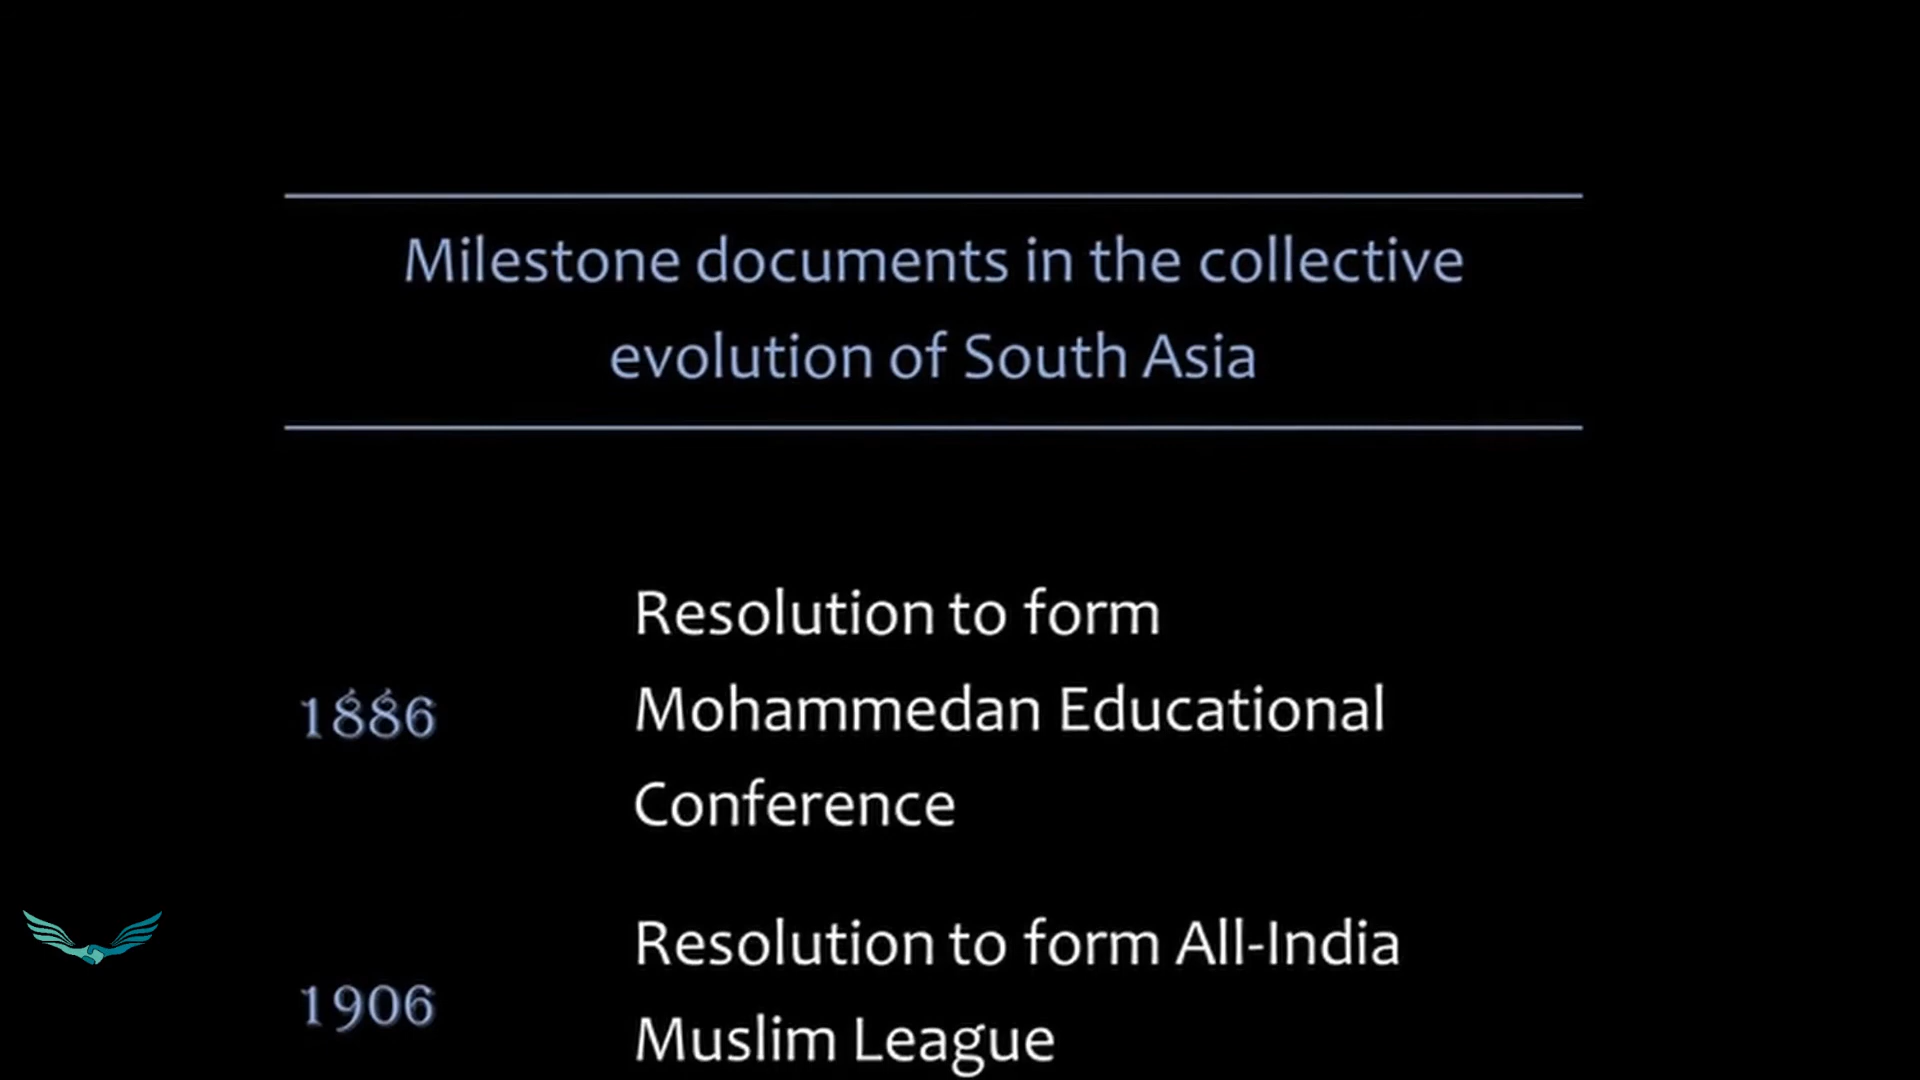 Milestone documents in the collective
evolution of South Asia
Resolution to form
1886
Mohammedan Educational
Conference
Resolution to form All-India
1906
Muslim League